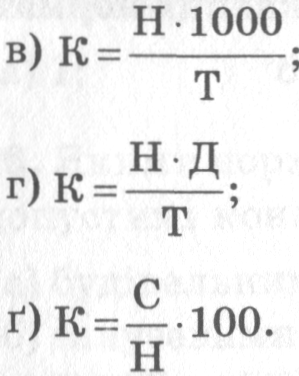 в) К = Н · 1000 / Т;
г) К = Н · Д / Т;
ґ) К = С / Н · 100.